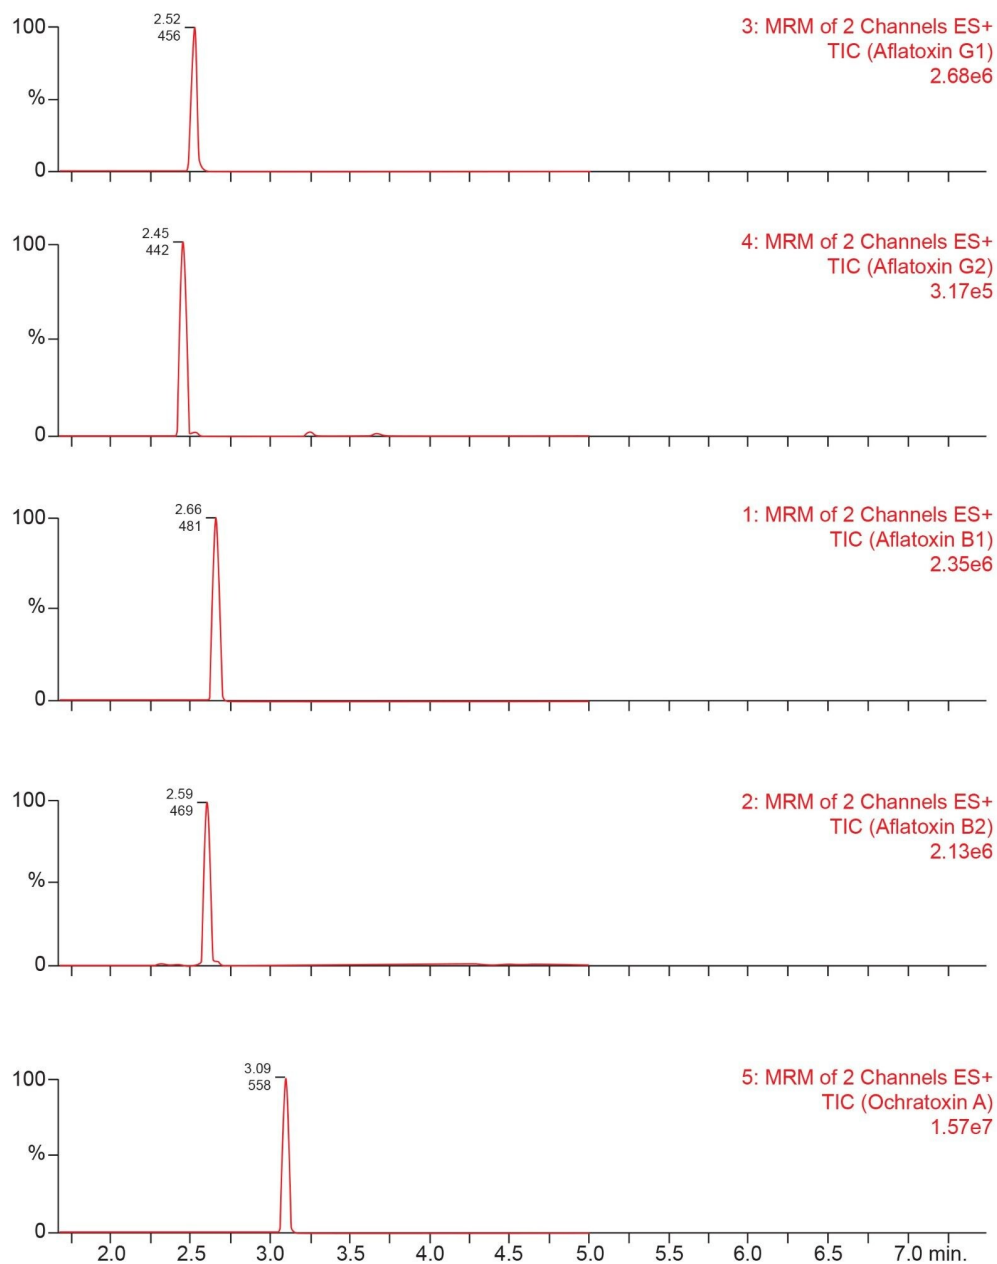 100
%
0
2.52
456
3: MRM of 2 Channels ES+
TIC (Aflatoxin G1)
2.68e6
100
%
0
2.45
442
4: MRM of 2 Channels ES+
TIC (Aflatoxin G2)
3.17e5
100
%
0
2.66
481
1: MRM of 2 Channels ES+
TIC (Aflatoxin B1)
2.35e6
100
%
0
2.59
469
2: MRM of 2 Channels ES+
TIC (Aflatoxin B2)
2.13e6
100
%
0
3.09
558
5: MRM of 2 Channels ES+
TIC (Ochratoxin A)
1.57e7
2.0 2.5 3.0 3.5 4.0 4.5 5.0 5.5 6.0 6.5 7.0 min.